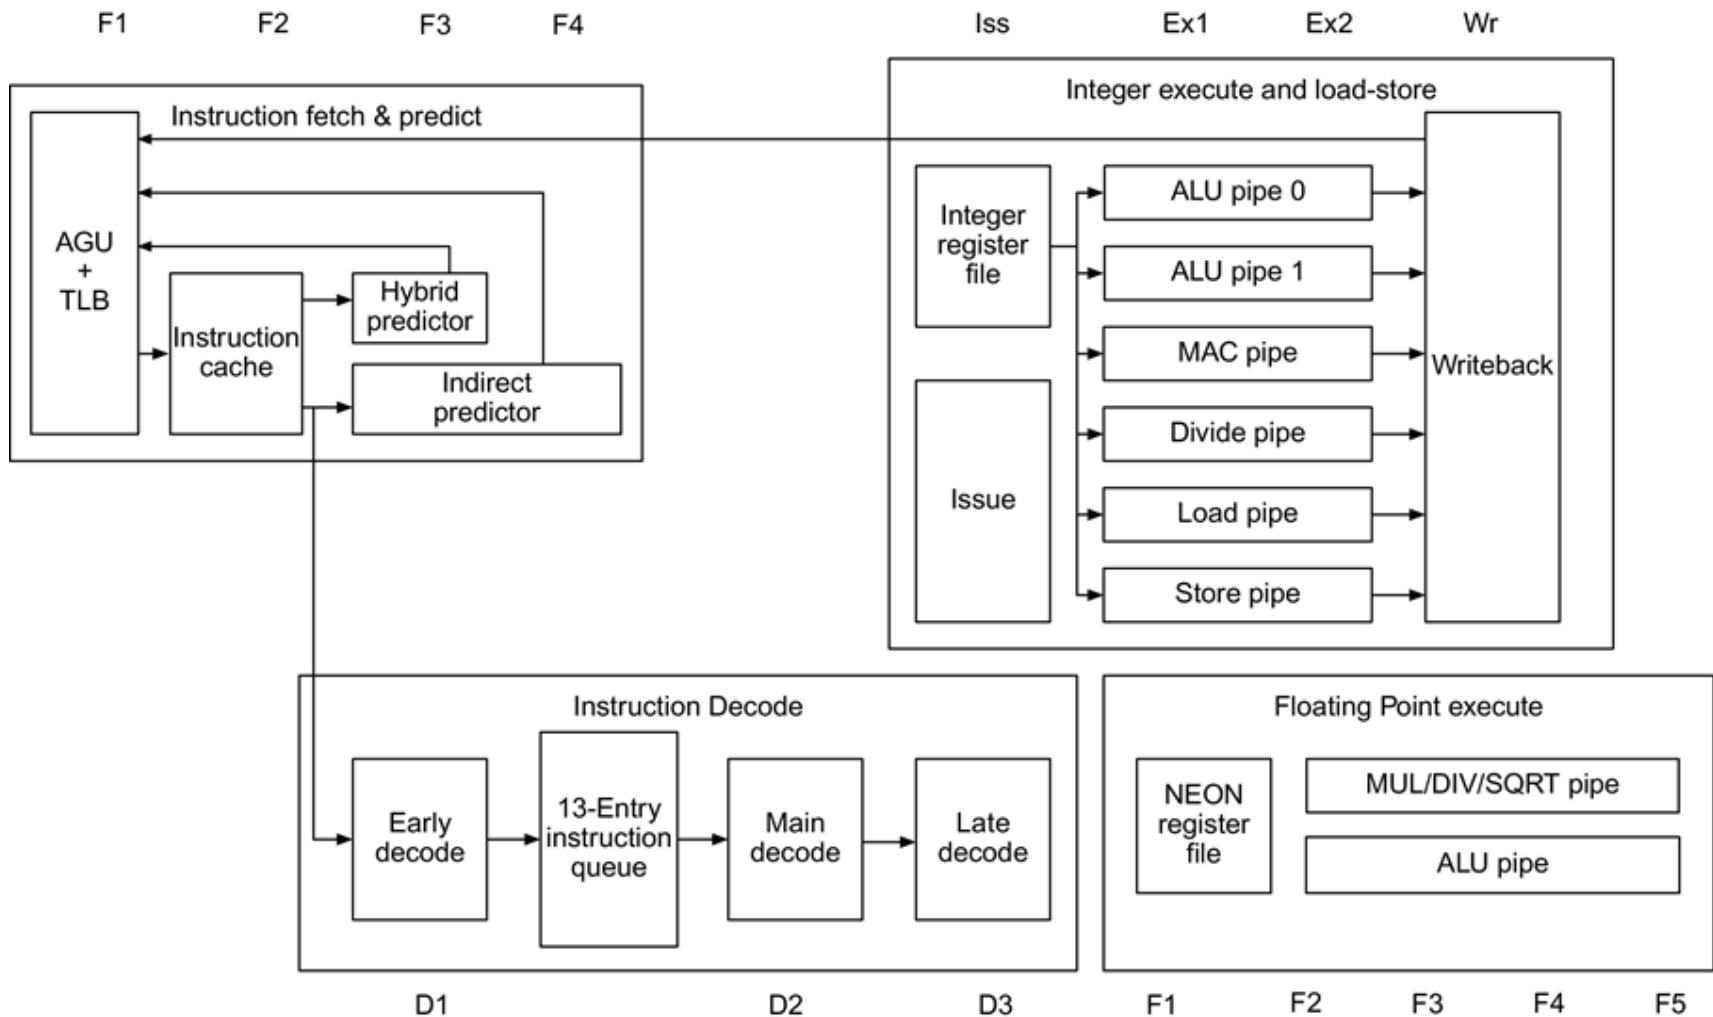 F1 F2 F3 F4 Iss Ex1 Ex2 Wr
Instruction fetch & predict
AGU
+
TLB
Instruction
cache
Hybrid
predictor
Indirect
predictor
Integer execute and load-store
Integer
register
file
Issue
ALU pipe 0
ALU pipe 1
MAC pipe
Divide pipe
Load pipe
Store pipe
Writeback
Instruction Decode
Early
decode
13-Entry
instruction
queue
Main
decode
Late
decode
Floating Point execute
NEON
register
file
MUL/DIV/SQRT pipe
ALU pipe
D1 D2 D3 F1 F2 F3 F4 F5